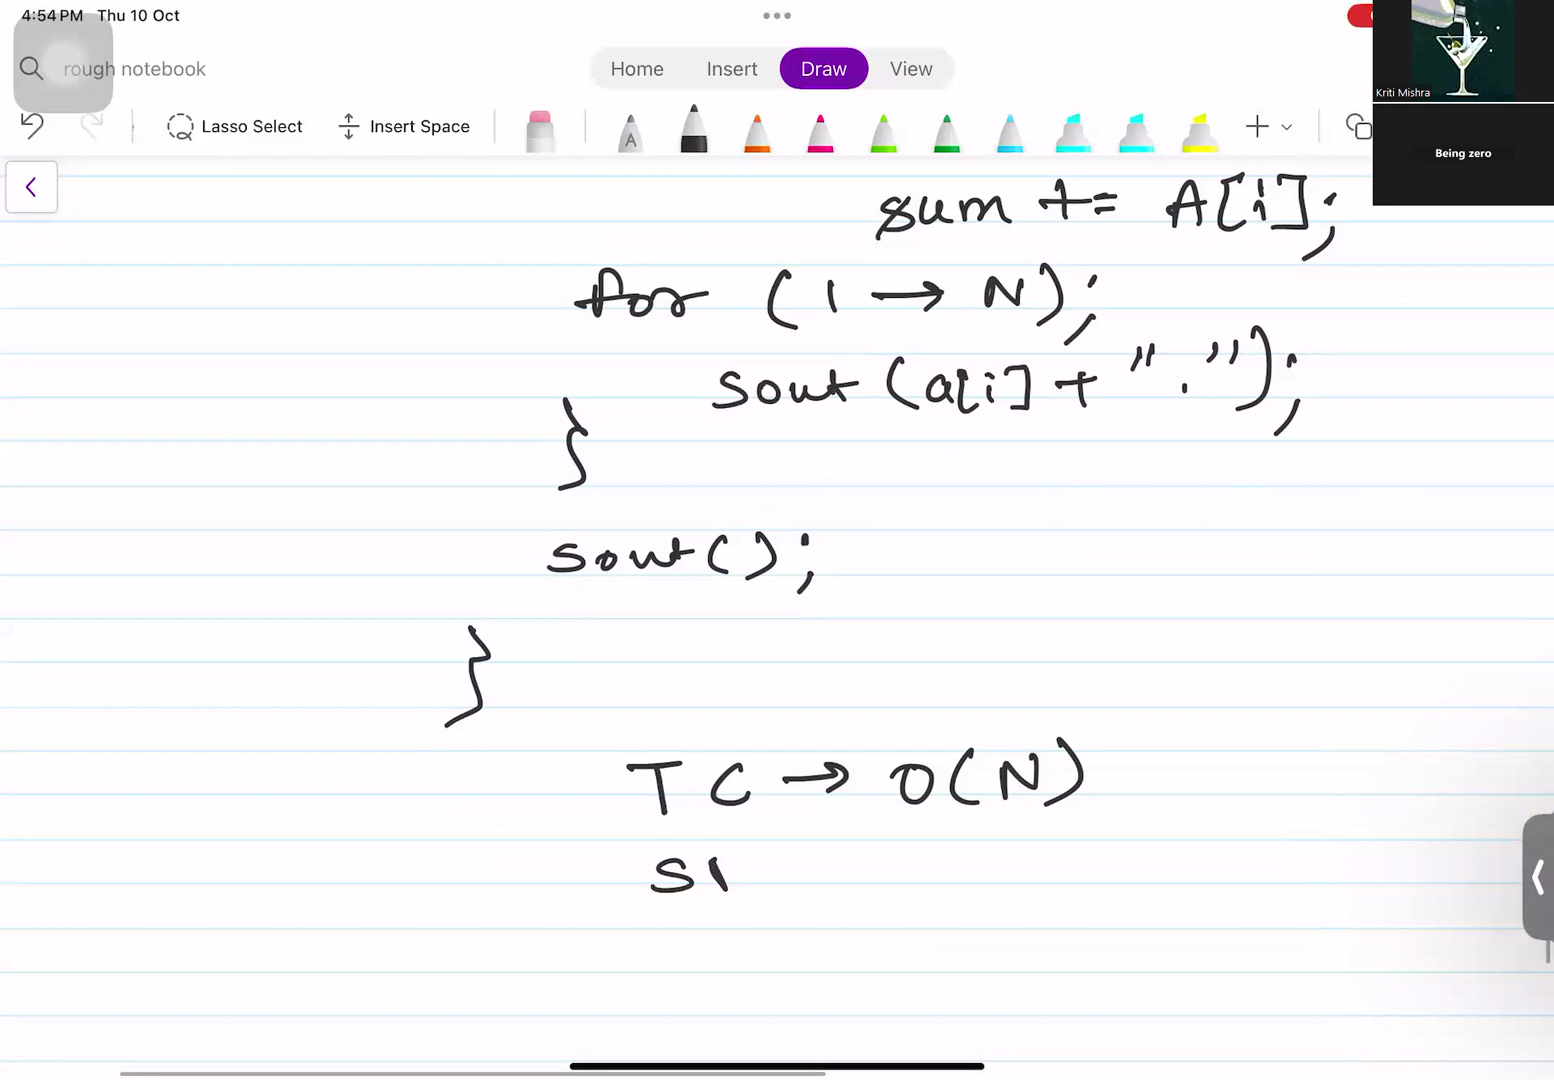 4:54 PM Thu 10 Oct
rough notebook
Home Insert Draw View
Lasso Select Insert Space
A
Kriti Mishra
Being zero
sum += A[i];
for (1 → N);
sout (a[i] + " . ");
}
sout();
}
TC → O(N)